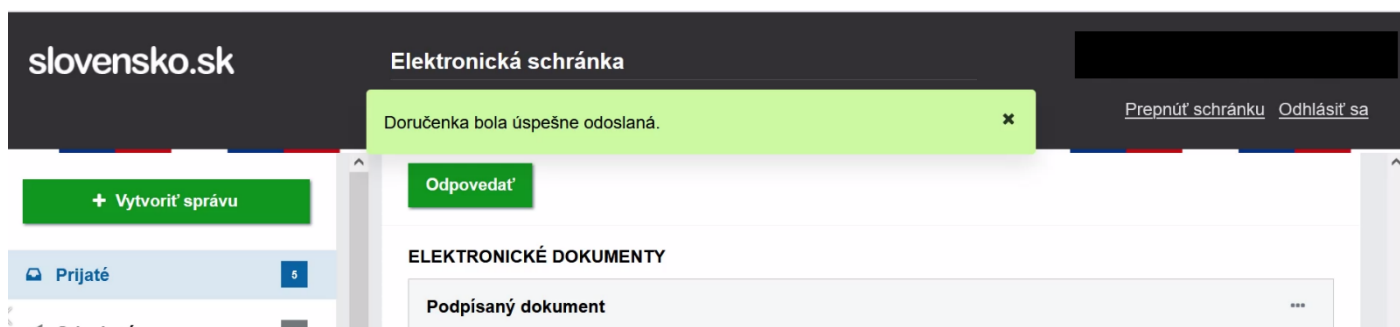 slovensko.sk
Elektronická schránka
Doručenka bola úspešne odoslaná. ✖
Prepnúť schránku Odhlásiť sa
+ Vytvoriť správu
Odpovedať
ELEKTRONICKÉ DOKUMENTY
Prijaté 5
Podpísaný dokument ...